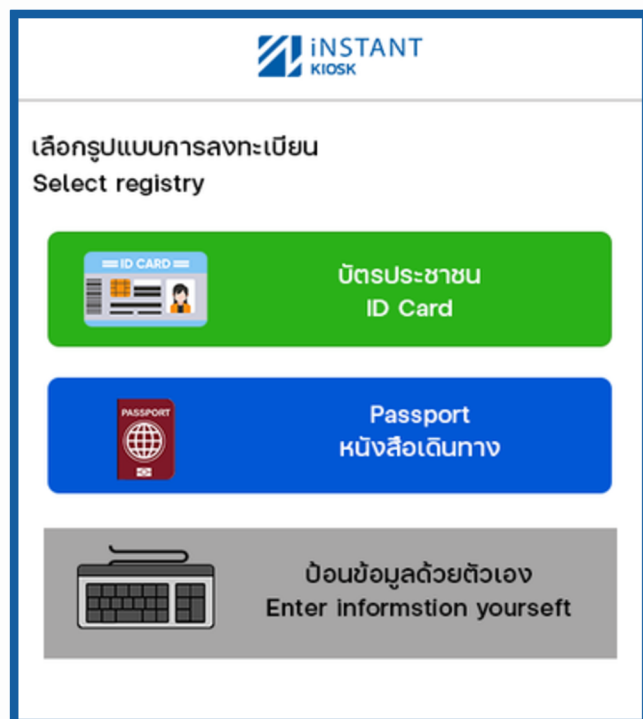 iNSTANT
KIOSK
เลือกรูปแบบการลงทะเบียน
Select registry
ID CARD
บัตรประชาชน
ID Card
PASSPORT
Passport
หนังสือเดินทาง
ป้อนข้อมูลด้วยตัวเอง
Enter informstion yourseft